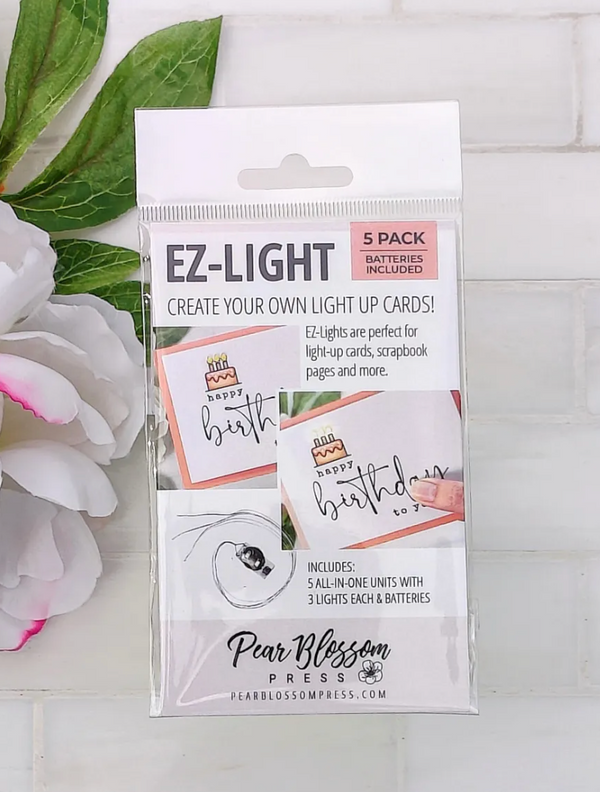 EZ-LIGHT
5 PACK
BATTERIES
INCLUDED
CREATE YOUR OWN LIGHT UP CARDS!
EZ-Lights are perfect for
light-up cards, scrapbook
pages and more.
happy
birth
happy
birthday
to y
INCLUDES:
5 ALL-IN-ONE UNITS WITH
3 LIGHTS EACH & BATTERIES
Pear Blossom
PRESS
PEARBLOSSOMPRESS.COM